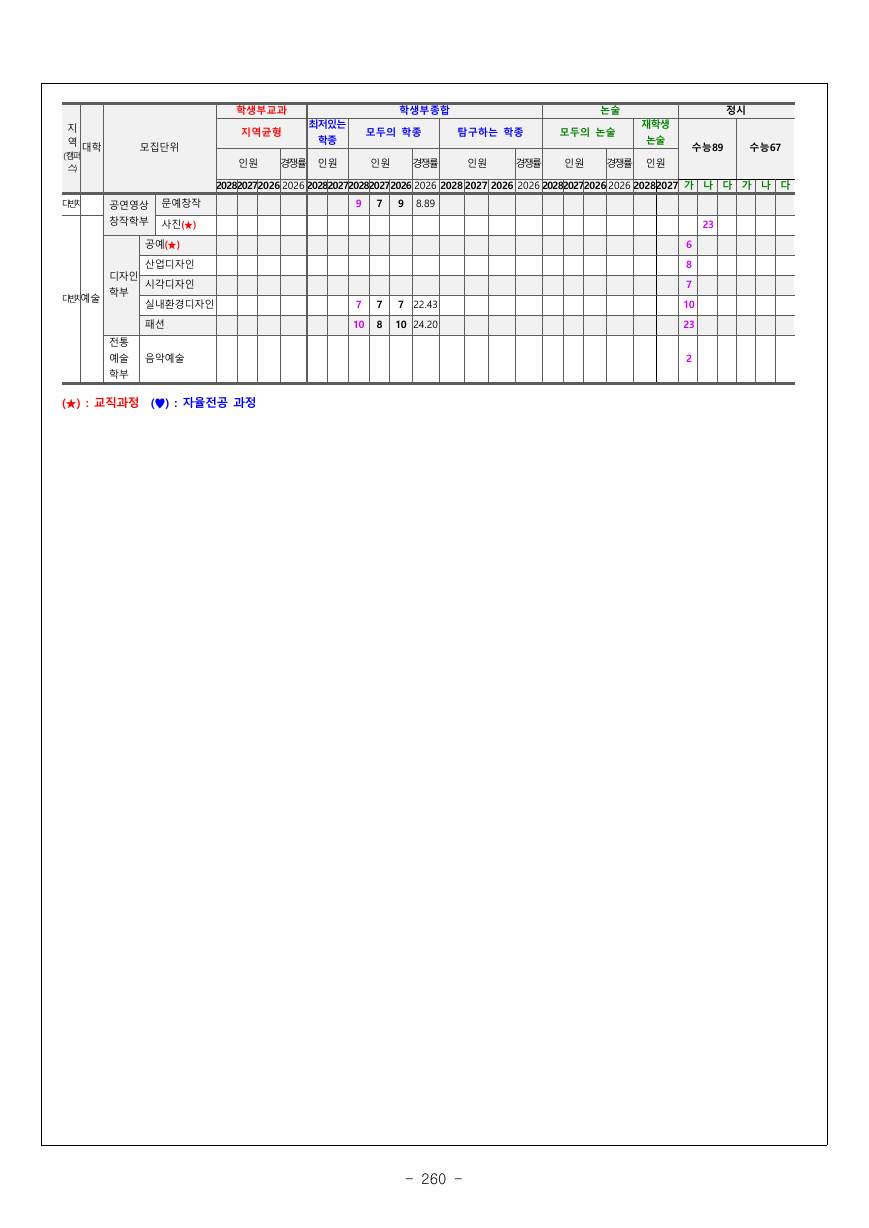 지역(캠퍼스) 대학 모집단위 학생부교과 학생부종합 논술 정시
지역균형 최저있는 학종 모두의 학종 탐구하는 학종 모두의 논술 재학생 논술 수능89 수능67
인원 경쟁률 인원 인원 경쟁률 인원 경쟁률 인원 경쟁률 인원
2028 2027 2026 2026 2028 2027 2028 2027 2026 2026 2028 2027 2026 2026 2028 2027 2026 2026 2028 2027 가 나 다 가 나 다
공연영상창작학부 문예창작 9 7 9 8.89
사진(★) 23
예술 디자인학부 공예(★) 6
산업디자인 8
시각디자인 7
실내환경디자인 7 7 7 22.43 10
패션 10 8 10 24.20 23
전통예술학부 음악예술 2
(★) : 교직과정 (♥) : 자율전공 과정
- 260 -